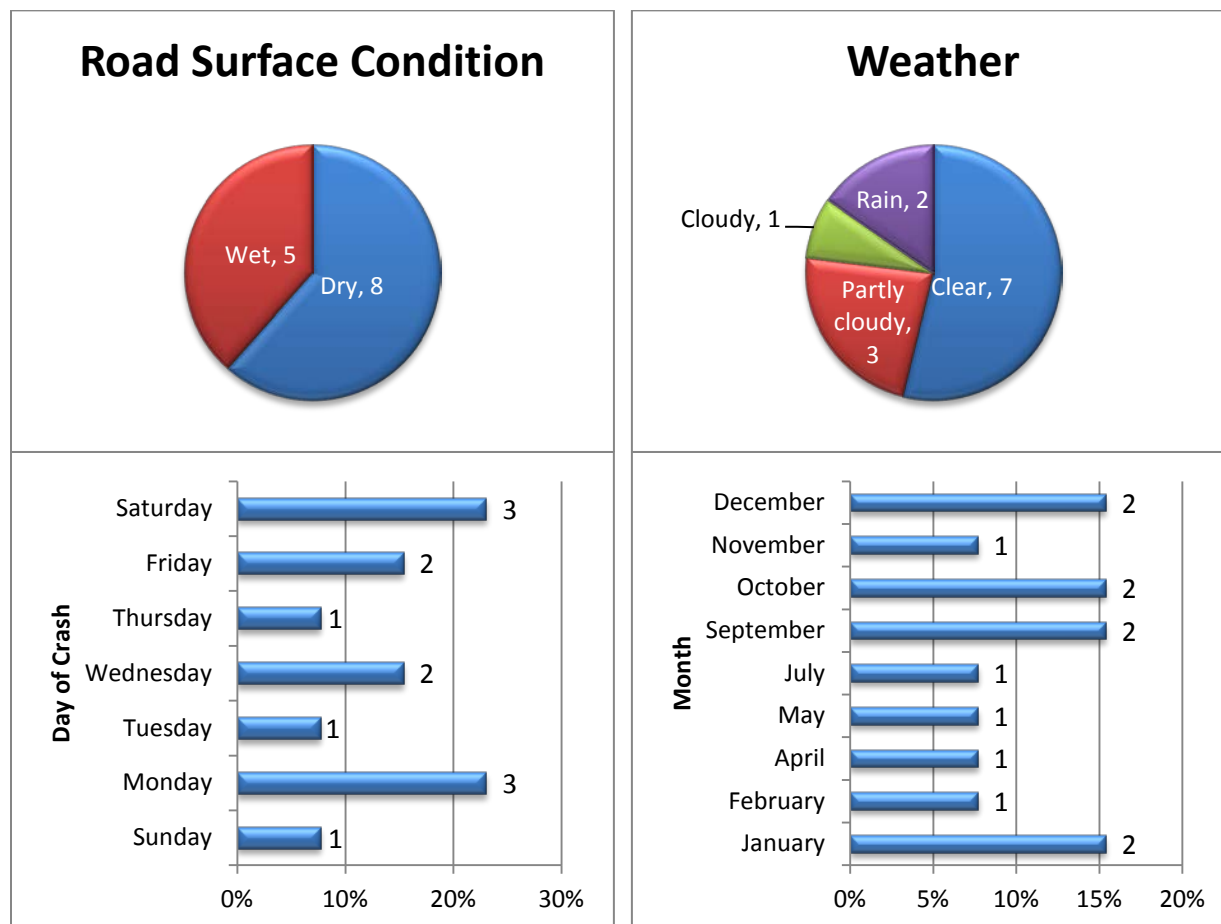 Road Surface Condition
Wet, 5
Dry, 8
Weather
Rain, 2
Cloudy, 1
Clear, 7
Partly
cloudy,
3
Day of Crash
Saturday 3
Friday 2
Thursday 1
Wednesday 2
Tuesday 1
Monday 3
Sunday 1
0% 10% 20% 30%
Month
December 2
November 1
October 2
September 2
July 1
May 1
April 1
February 1
January 2
0% 5% 10% 15% 20%